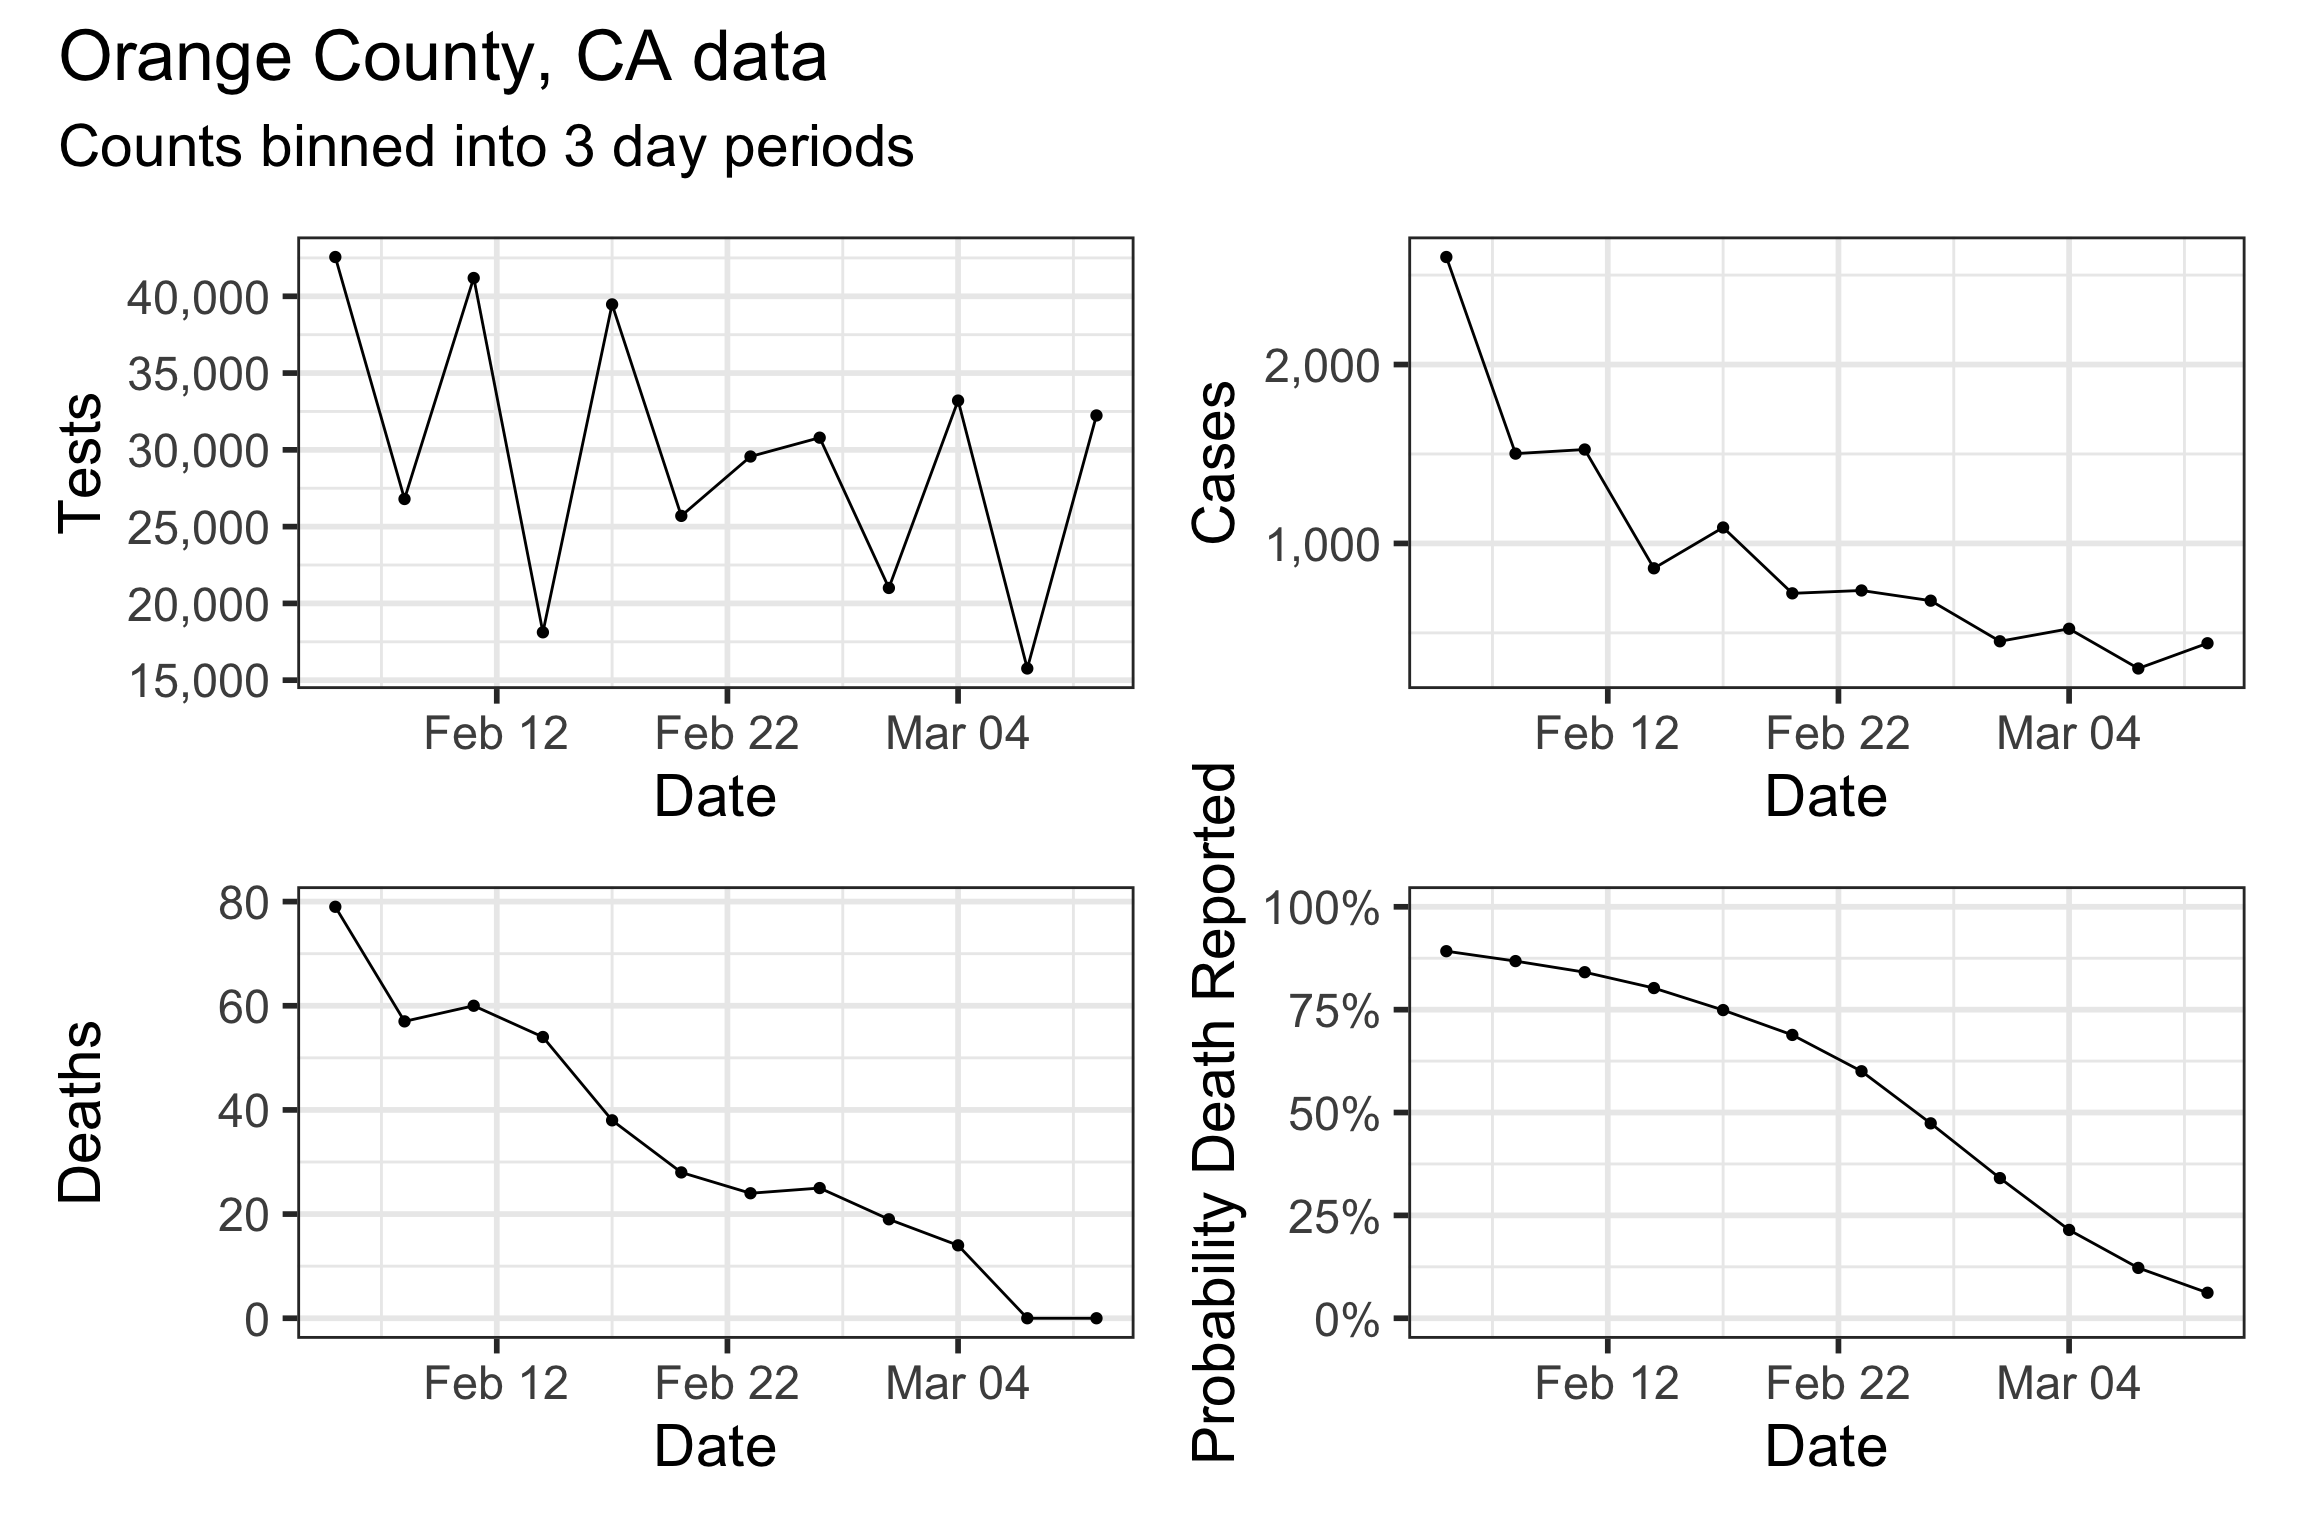 Orange County, CA data
Counts binned into 3 day periods
Tests
40,000
35,000
30,000
25,000
20,000
15,000
Feb 12 Feb 22 Mar 04
Date
Cases
2,000
1,000
Feb 12 Feb 22 Mar 04
Date
Deaths
80
60
40
20
0
Feb 12 Feb 22 Mar 04
Date
Probability Death Reported
100%
75%
50%
25%
0%
Feb 12 Feb 22 Mar 04
Date